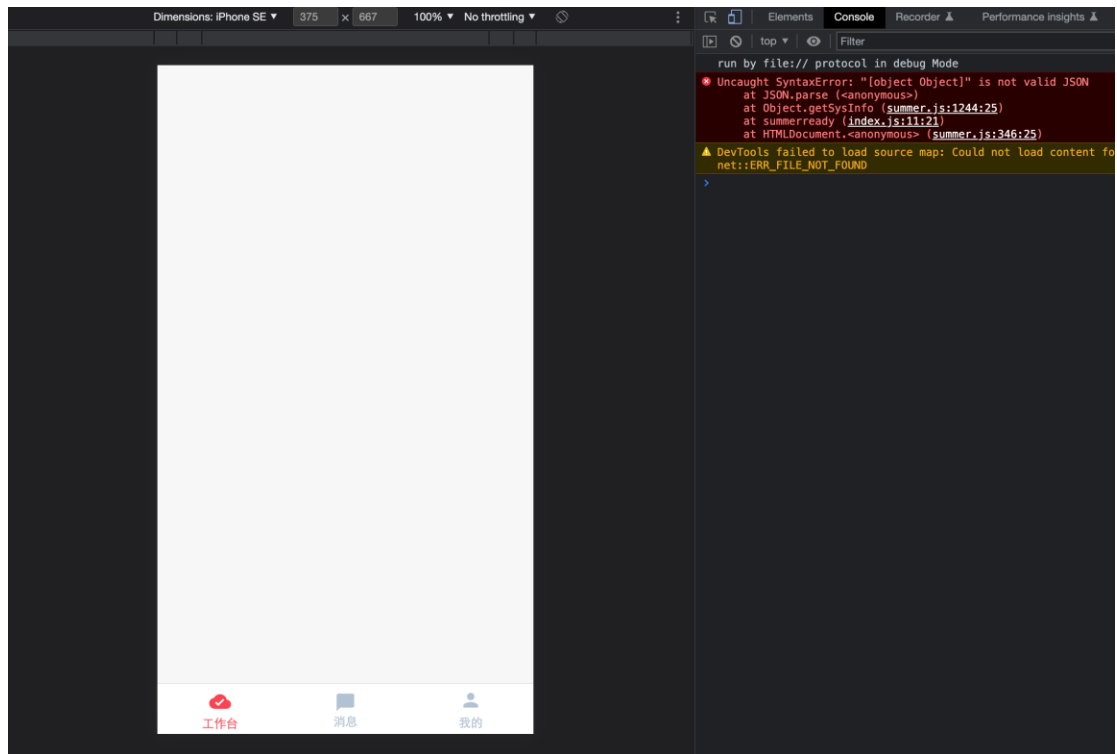 Dimensions: iPhone SE ▼ 375 × 667 100% ▼ No throttling ▼
Elements Console Recorder Performance insights
top ▼ Filter
run by file:// protocol in debug Mode
Uncaught SyntaxError: "[object Object]" is not valid JSON
at JSON.parse (<anonymous>)
at Object.getSysInfo (summer.js:1244:25)
at summerready (index.js:11:21)
at HTMLDocument.<anonymous> (summer.js:346:25)
DevTools failed to load source map: Could not load content fo
net::ERR_FILE_NOT_FOUND
工作台 消息 我的